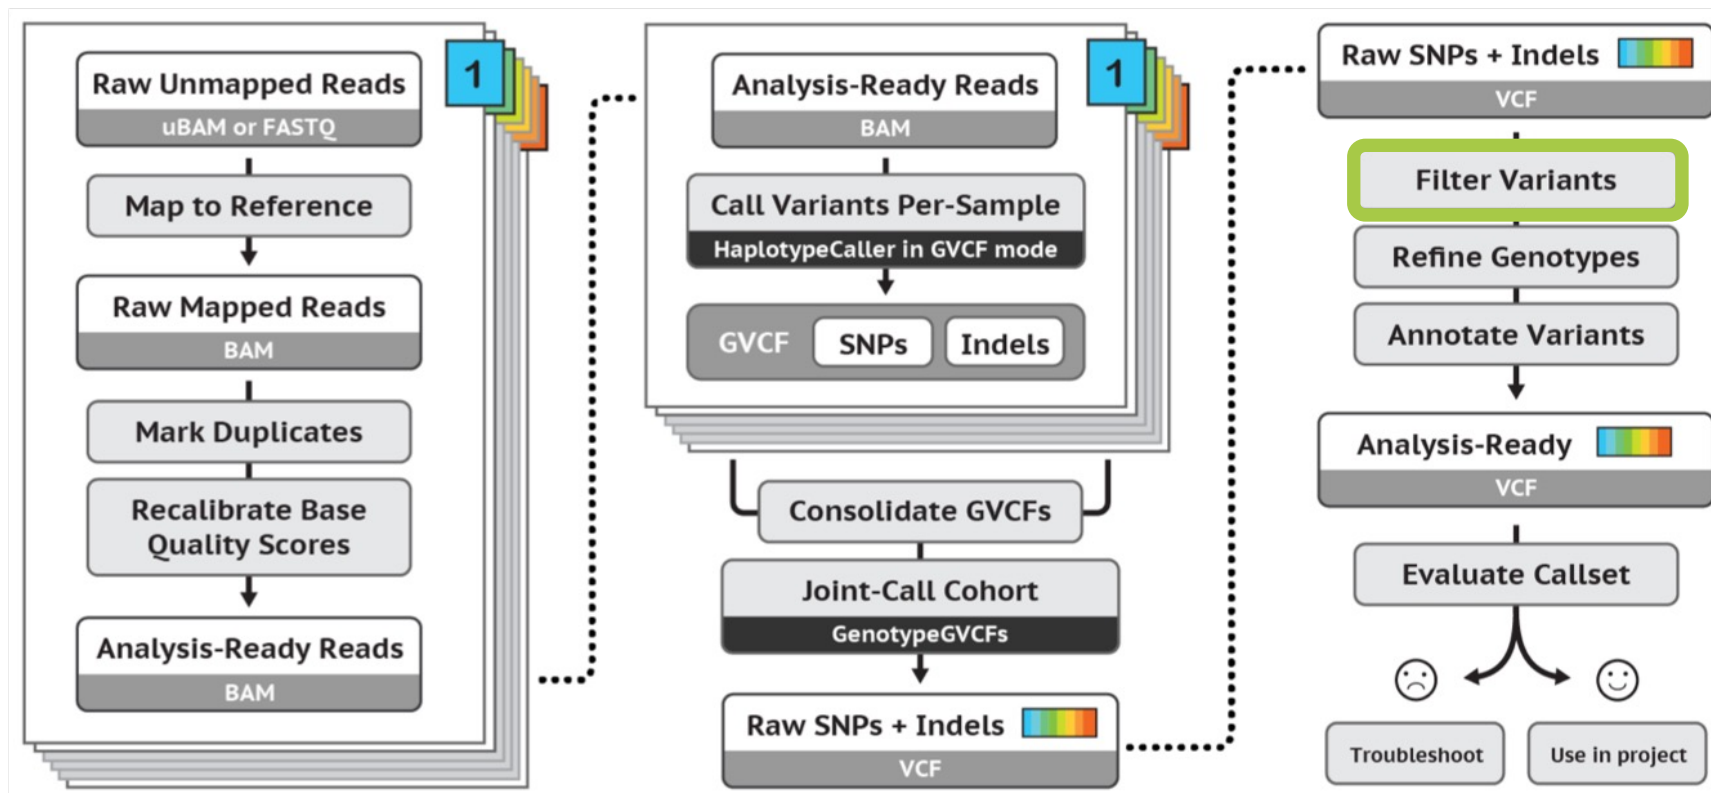 1
Raw Unmapped Reads
uBAM or FASTQ
Map to Reference
Raw Mapped Reads
BAM
Mark Duplicates
Recalibrate Base
Quality Scores
Analysis-Ready Reads
BAM
1
Analysis-Ready Reads
BAM
Call Variants Per-Sample
HaplotypeCaller in GVCF mode
GVCF SNPs Indels
Consolidate GVCFs
Joint-Call Cohort
GenotypeGVCFs
Raw SNPs + Indels
VCF
Raw SNPs + Indels
VCF
Filter Variants
Refine Genotypes
Annotate Variants
Analysis-Ready
VCF
Evaluate Callset
Troubleshoot
Use in project